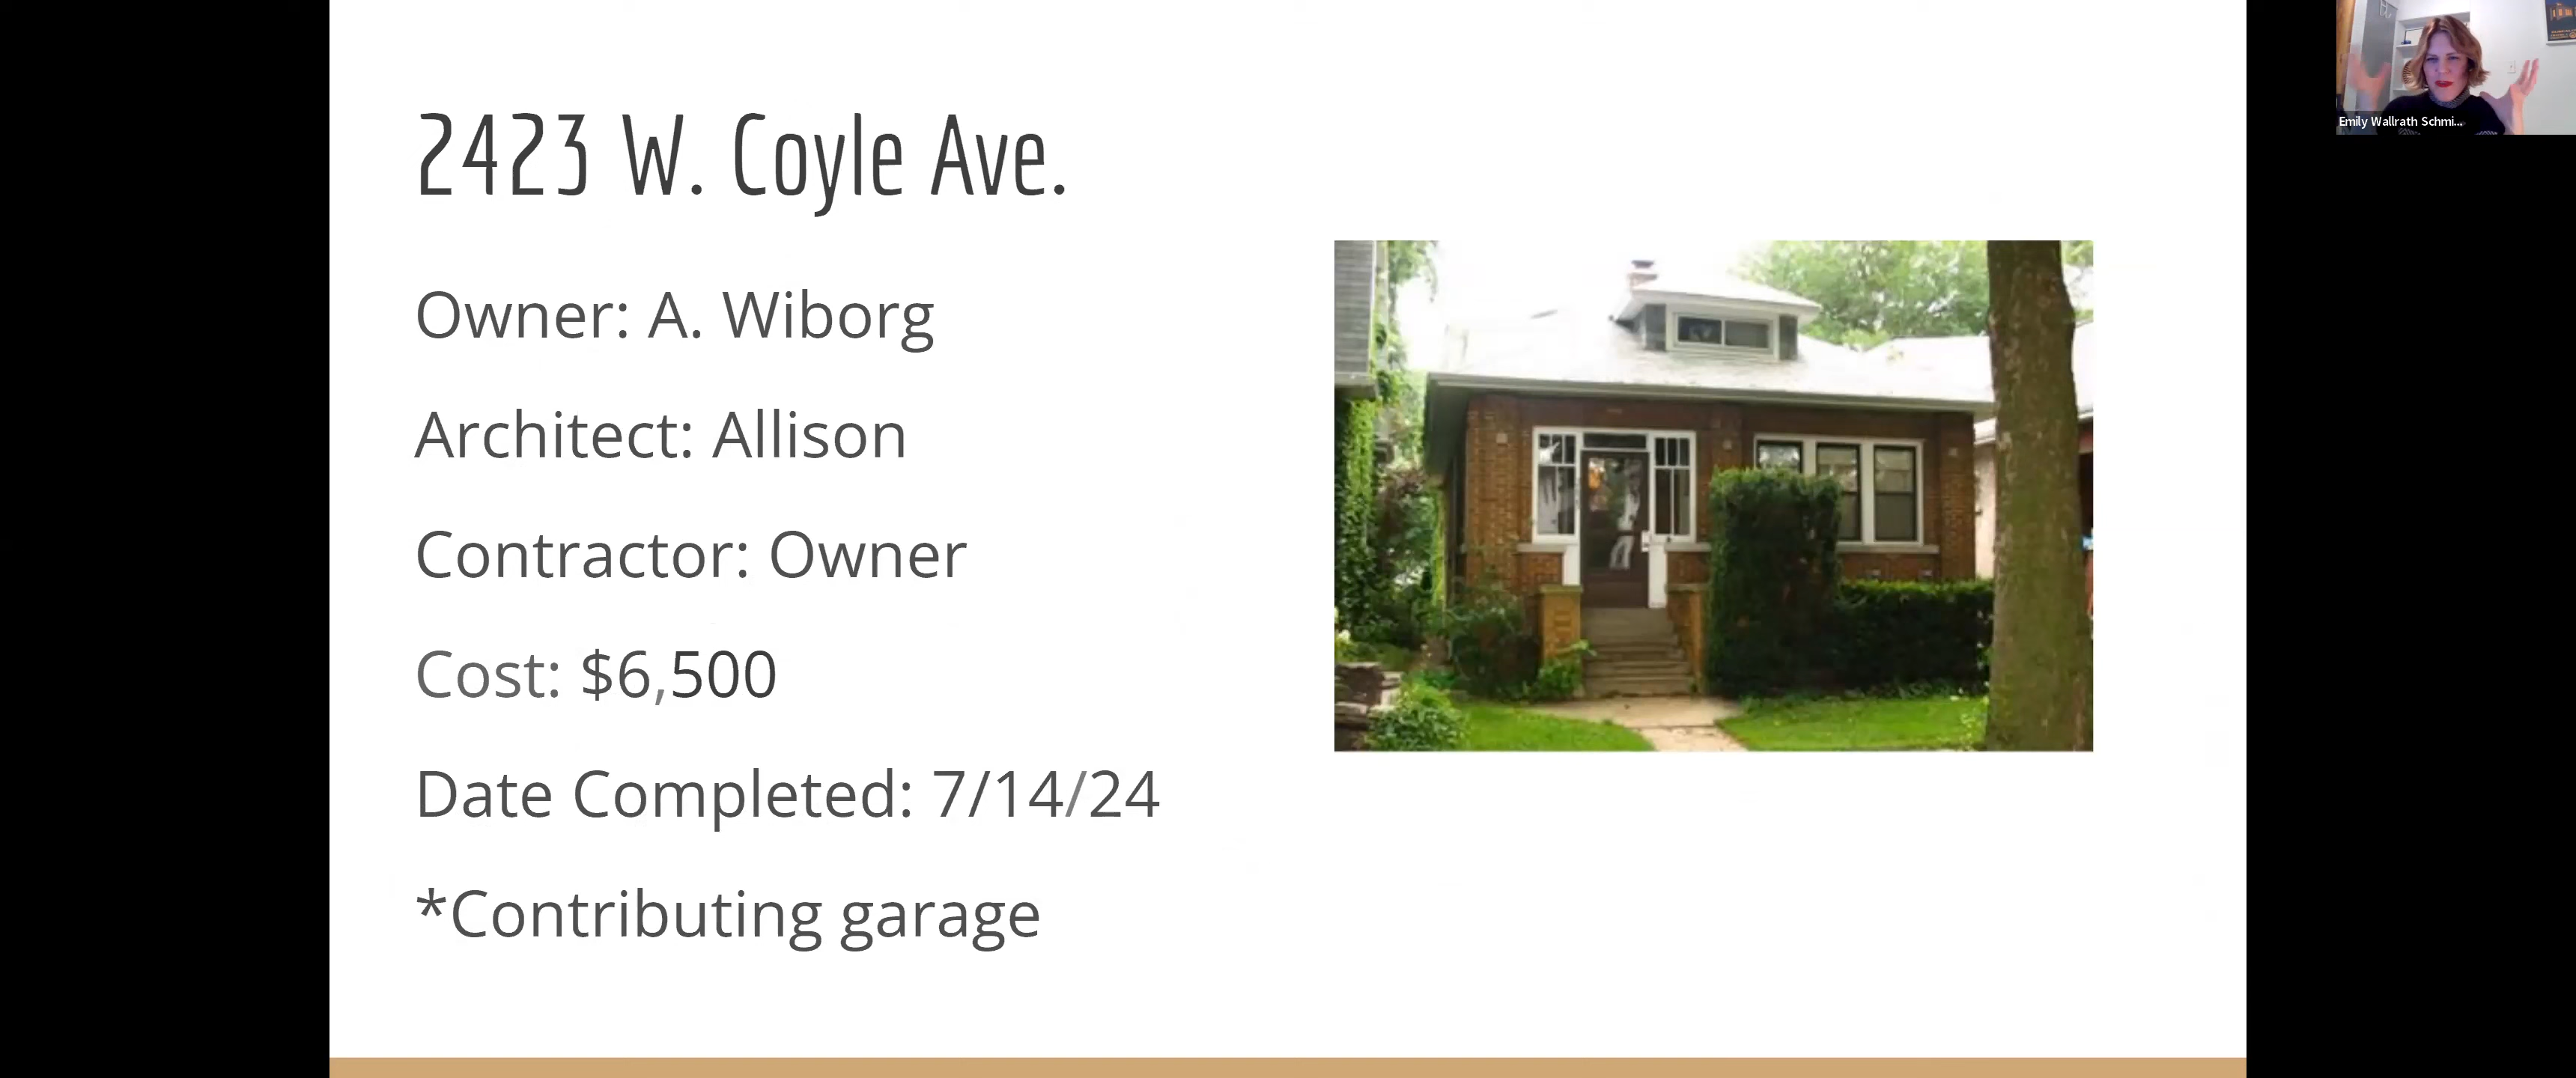 2423 W. Coyle Ave.
Owner: A. Wiborg
Architect: Allison
Contractor: Owner
Cost: $6,500
Date Completed: 7/14/24
*Contributing garage
Emily Wallrath Schmi...